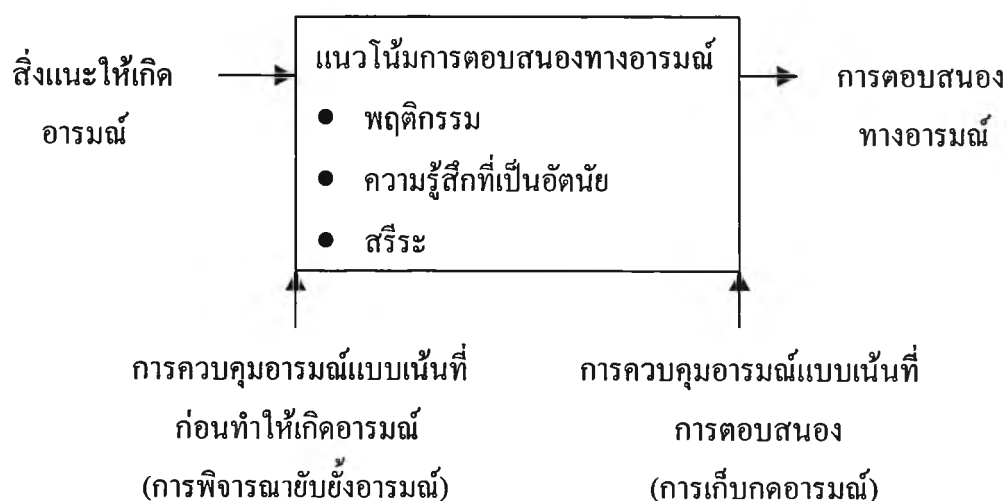 สิ่งแนะให้เกิด
อารมณ์
แนวโน้มการตอบสนองทางอารมณ์
● พฤติกรรม
● ความรู้สึกที่เป็นอัตนัย
● สรีระ
การตอบสนอง
ทางอารมณ์
การควบคุมอารมณ์แบบเน้นที่
ก่อนทำให้เกิดอารมณ์
(การพิจารณายับยั้งอารมณ์)
การควบคุมอารมณ์แบบเน้นที่
การตอบสนอง
(การเก็บกดอารมณ์)